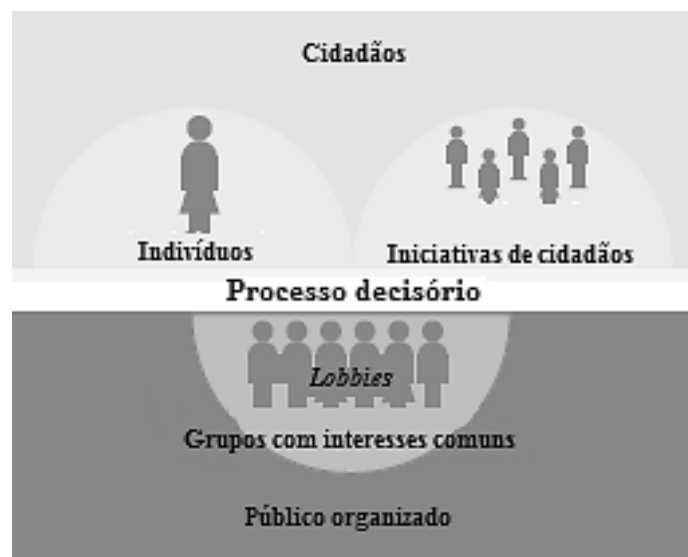 Cidadãos
Indivíduos
Iniciativas de cidadãos
Processo decisório
Lobbies
Grupos com interesses comuns
Público organizado